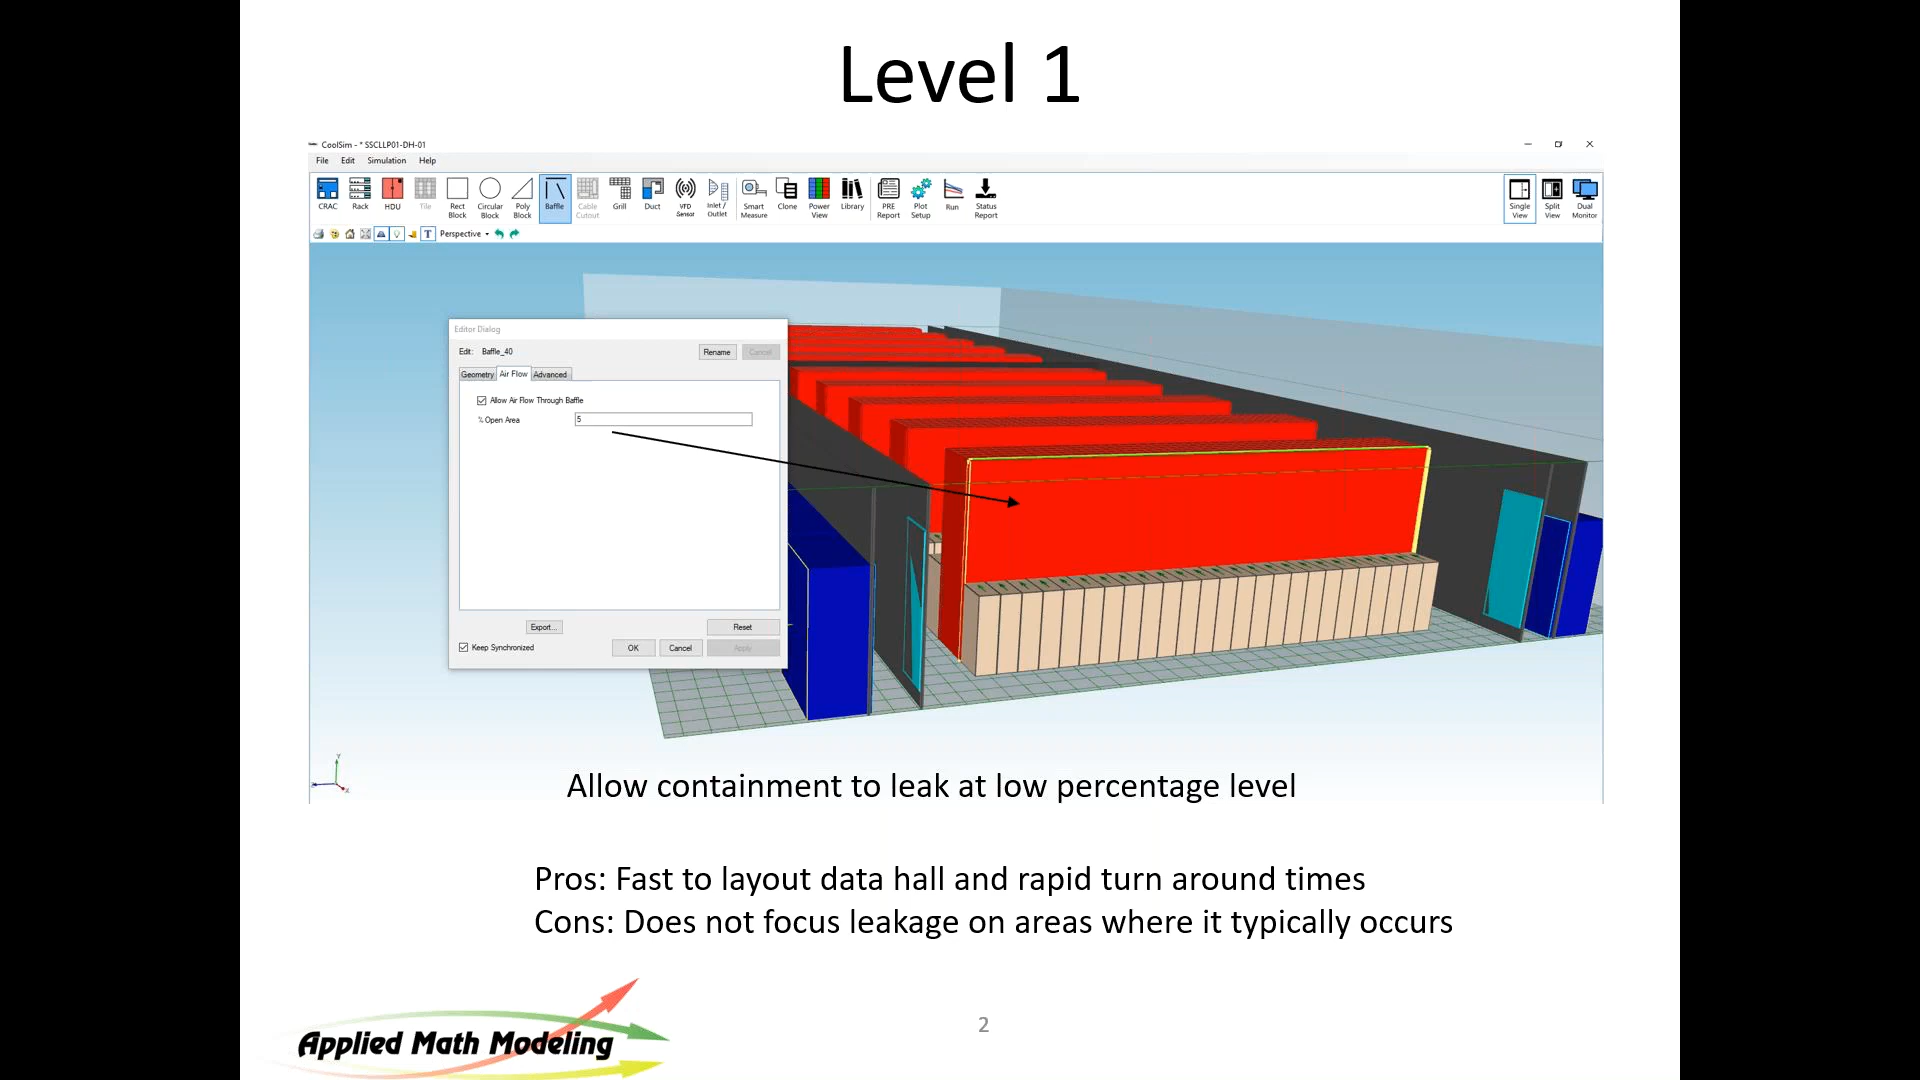 Level 1
CoolSim - * SSCLLP01-DH-01
File Edit Simulation Help
CRAC Rack HDU Tile Rect Block Circular Block Poly Block Baffle Cable Cutout Grill Duct VFD Sensor Inlet / Outlet Smart Measure Clone Power View Library PRE Report Plot Setup Run Status Report Single View Split View Dual Monitor
T Perspective
Editor Dialog
Edit: Baffle_40 Rename Cancel
Geometry Air Flow Advanced
Allow Air Flow Through Baffle
% Open Area 5
Export... Reset
Keep Synchronized OK Cancel Apply
Y
Z X
Allow containment to leak at low percentage level
Pros: Fast to layout data hall and rapid turn around times
Cons: Does not focus leakage on areas where it typically occurs
Applied Math Modeling
2